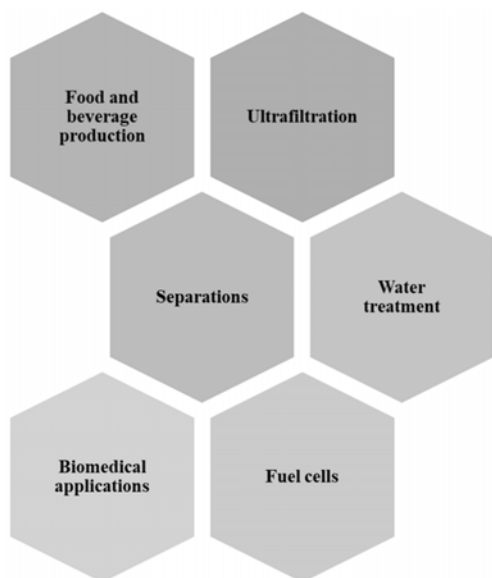 Food and
beverage
production
Ultrafiltration
Separations
Water
treatment
Biomedical
applications
Fuel cells